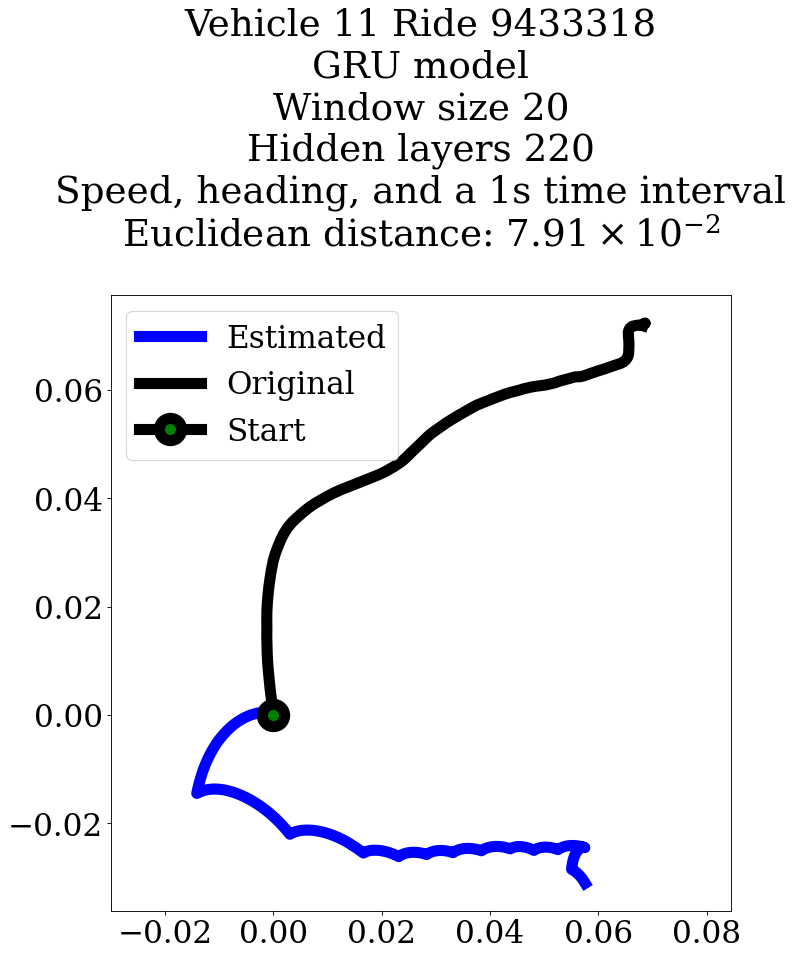 Vehicle 11 Ride 9433318
GRU model
Window size 20
Hidden layers 220
Speed, heading, and a 1s time interval
Euclidean distance: 7.91 × 10⁻²
Estimated
Original
Start
0.06
0.04
0.02
0.00
−0.02
−0.02 0.00 0.02 0.04 0.06 0.08